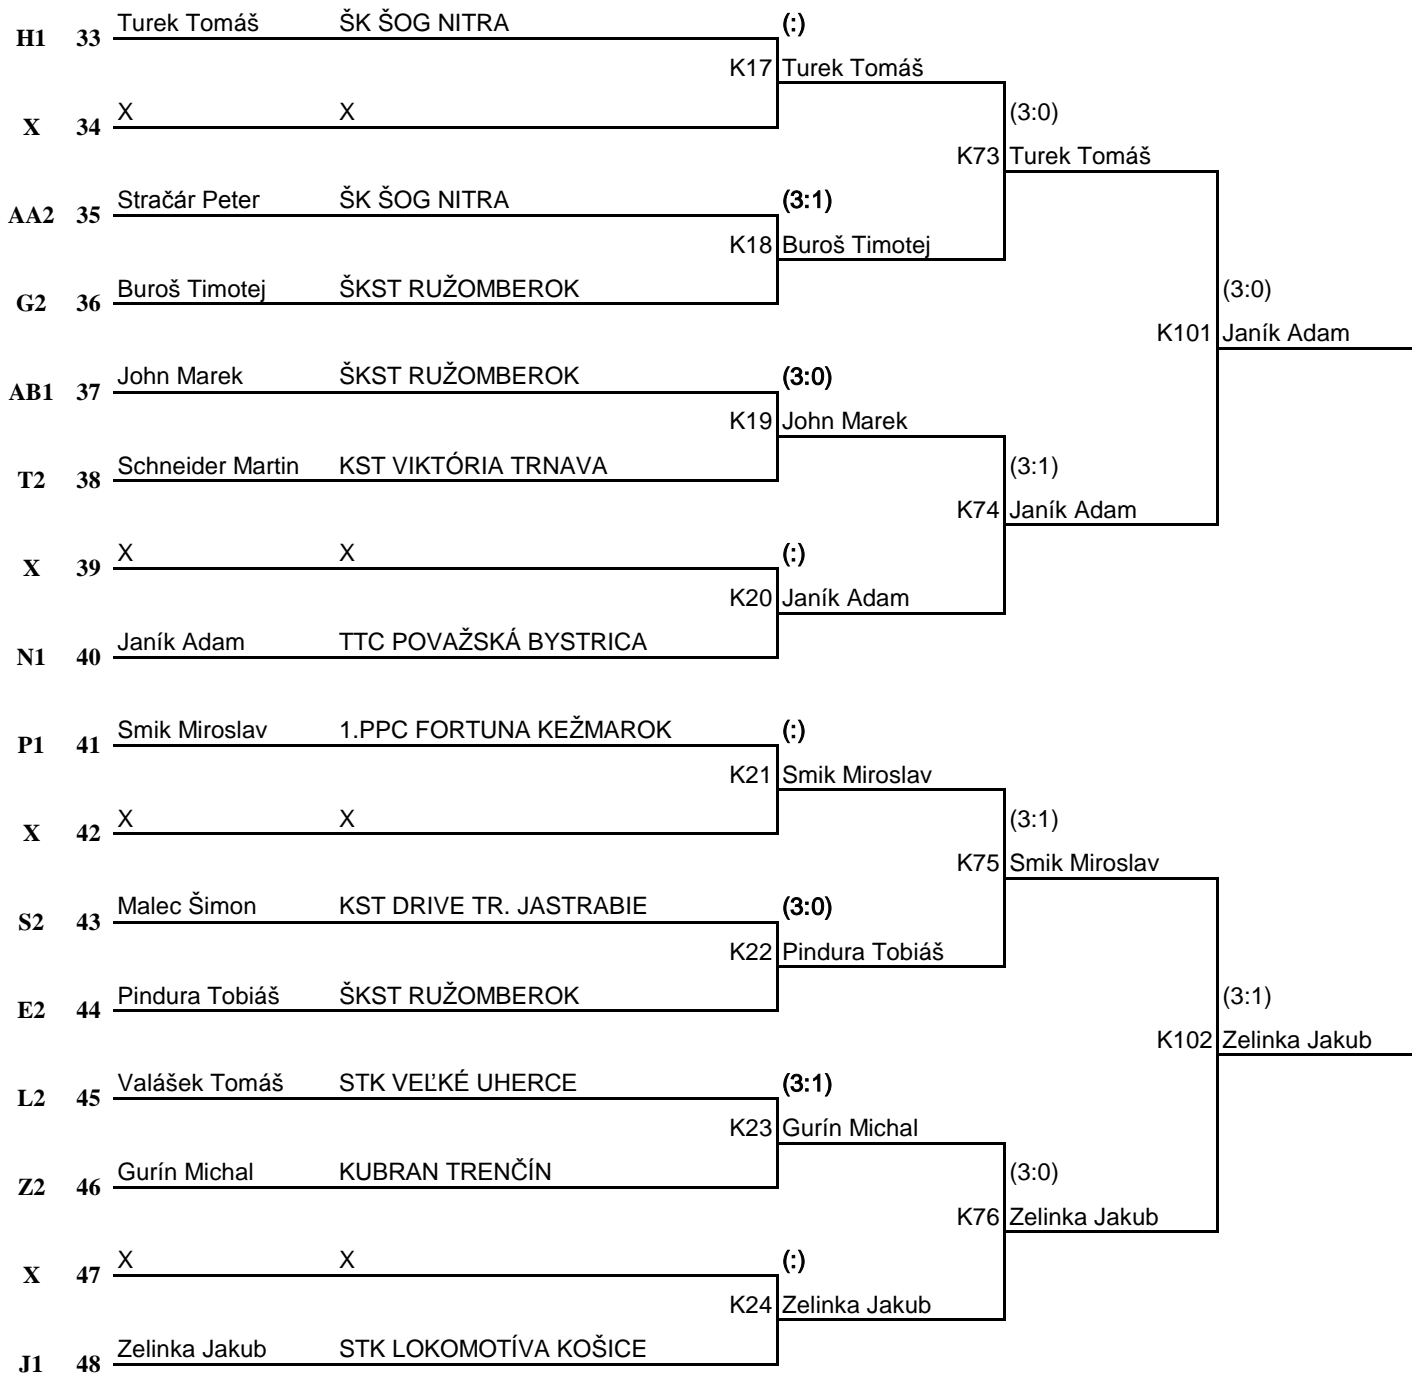 H1 33 Turek Tomáš ŠK ŠOG NITRA (:)
K17 Turek Tomáš
X 34 X X (3:0)
K73 Turek Tomáš
AA2 35 Stračár Peter ŠK ŠOG NITRA (3:1)
K18 Buroš Timotej
G2 36 Buroš Timotej ŠKST RUŽOMBEROK (3:0)
K101 Janík Adam
AB1 37 John Marek ŠKST RUŽOMBEROK (3:0)
K19 John Marek
T2 38 Schneider Martin KST VIKTÓRIA TRNAVA (3:1)
K74 Janík Adam
X 39 X X (:)
K20 Janík Adam
N1 40 Janík Adam TTC POVAŽSKÁ BYSTRICA
P1 41 Smik Miroslav 1.PPC FORTUNA KEŽMAROK (:)
K21 Smik Miroslav
X 42 X X (3:1)
K75 Smik Miroslav
S2 43 Malec Šimon KST DRIVE TR. JASTRABIE (3:0)
K22 Pindura Tobiáš
E2 44 Pindura Tobiáš ŠKST RUŽOMBEROK (3:1)
K102 Zelinka Jakub
L2 45 Valášek Tomáš STK VEĽKÉ UHERCE (3:1)
K23 Gurín Michal
Z2 46 Gurín Michal KUBRAN TRENČÍN (3:0)
K76 Zelinka Jakub
X 47 X X (:)
K24 Zelinka Jakub
J1 48 Zelinka Jakub STK LOKOMOTÍVA KOŠICE